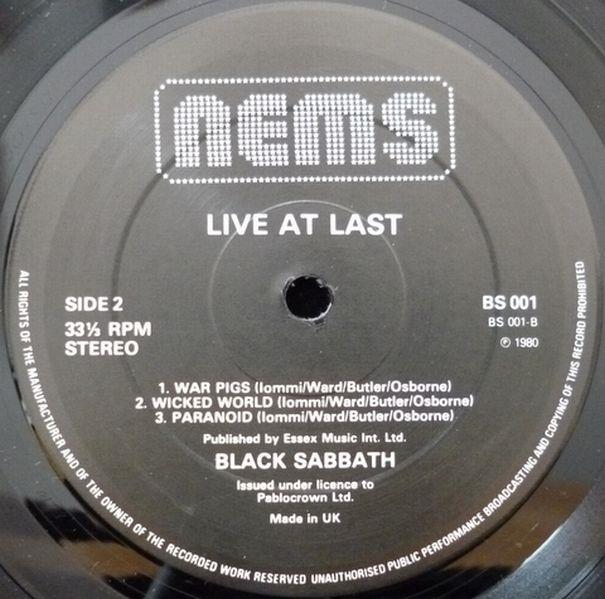 NEMS
LIVE AT LAST
SIDE 2
33⅓ RPM
STEREO
BS 001
BS 001-B
℗ 1980
1. WAR PIGS (Iommi/Ward/Butler/Osborne)
2. WICKED WORLD (Iommi/Ward/Butler/Osborne)
3. PARANOID (Iommi/Ward/Butler/Osborne)
Published by Essex Music Int. Ltd.
BLACK SABBATH
Issued under licence to
Pablocrown Ltd.
Made in UK
ALL RIGHTS OF THE MANUFACTURER AND OF THE OWNER OF THE RECORDED WORK RESERVED UNAUTHORISED PUBLIC PERFORMANCE BROADCASTING AND COPYING OF THIS RECORD PROHIBITED